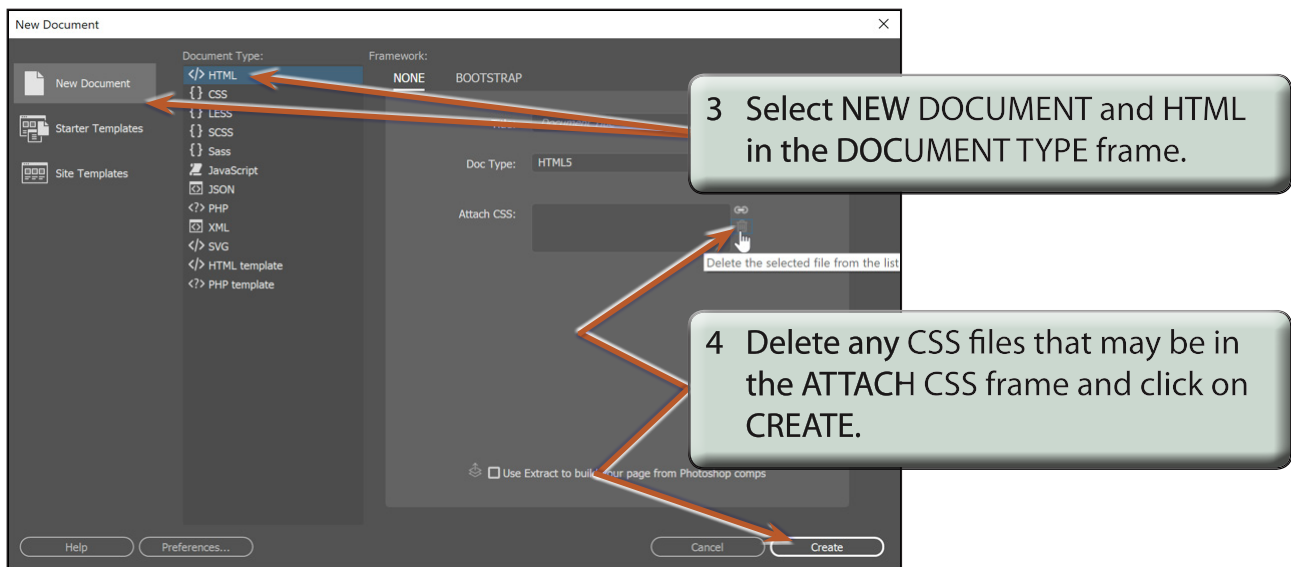 New Document
Document Type:
Framework:
New Document
Starter Templates
Site Templates
</> HTML
{} CSS
{} LESS
{} SCSS
{} Sass
JavaScript
JSON
<?> PHP
XML
</> SVG
</> HTML template
<?> PHP template
NONE BOOTSTRAP
Doc Type: HTML5
Attach CSS:
Delete the selected file from the list
3 Select NEW DOCUMENT and HTML
in the DOCUMENT TYPE frame.
4 Delete any CSS files that may be in
the ATTACH CSS frame and click on
CREATE.
Use Extract to build your page from Photoshop comps
Help
Preferences...
Cancel
Create